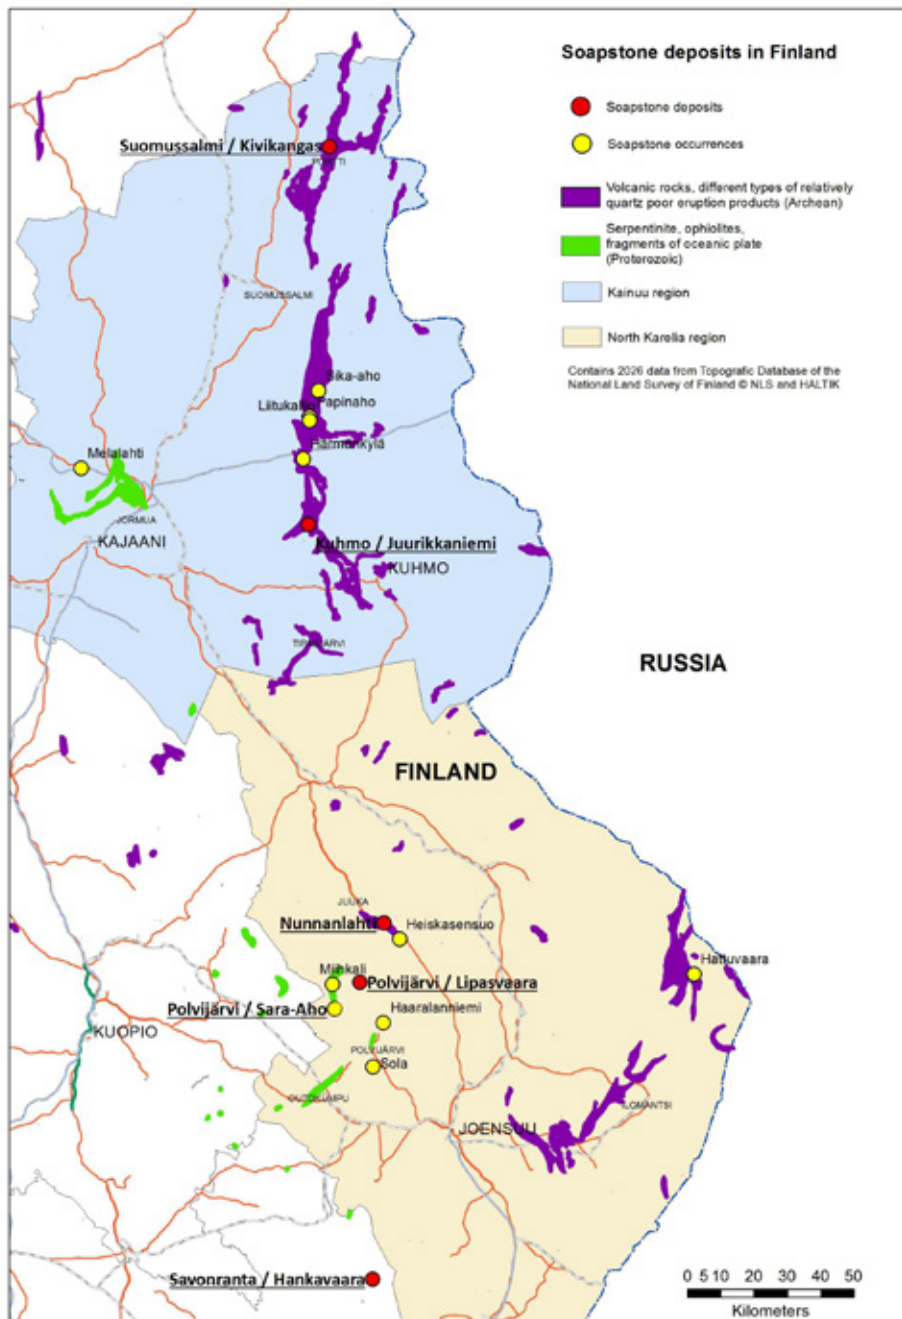 Soapstone deposits in Finland
Soapstone deposits
Soapstone occurrences
Volcanic rocks, different types of relatively
quartz poor eruption products (Archean)
Serpentinite, ophiolites,
fragments of oceanic plate
(Proterozoic)
Kainuu region
North Karelia region
Contains 2026 data from Topografic Database of the
National Land Survey of Finland © NLS and HALTIK
Suomussalmi / Kivikangas
SUOMUSSALMI
Sika-aho
Papinaho
Melalahti
JORMUA
KAJAANI
Kuhmo / Juurikkaniemi
KUHMO
RUSSIA
FINLAND
JUUKA
Nunnanlahti
Heiskasensuo
Hattuvaara
Miihkali
Polvijärvi / Lipasvaara
Polvijärvi / Sara-Aho
Haaralanniemi
KUOPIO
POLVIJÄRVI
Sola
ILOMANTSI
JOENSUU
Savonranta / Hankavaara
0 5 10 20 30 40 50
Kilometers